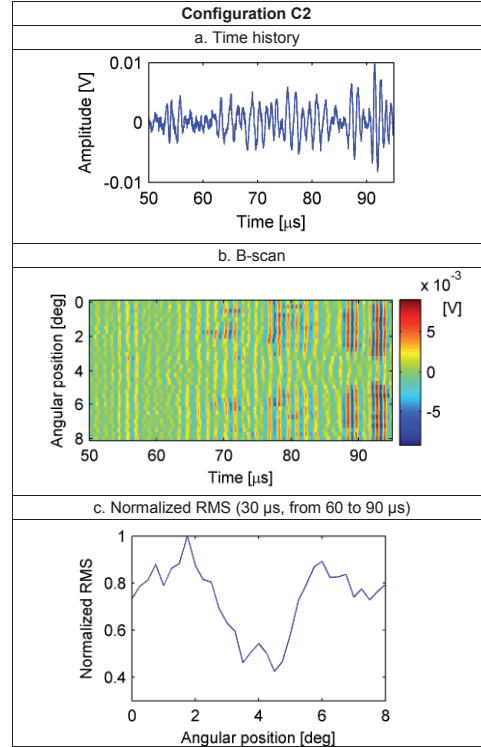 Configuration C2
a. Time history
0.01
0
-0.01
Amplitude [V]
50 60 70 80 90
Time [µs]
b. B-scan
x 10⁻³
[V]
0
2
4
6
8
Angular position [deg]
5
0
-5
50 60 70 80 90
Time [µs]
c. Normalized RMS (30 µs, from 60 to 90 µs)
1
0.8
0.6
0.4
Normalized RMS
0 2 4 6 8
Angular position [deg]